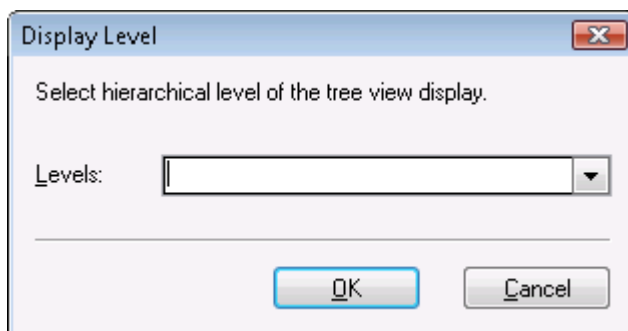 Display Level
Select hierarchical level of the tree view display.
Levels:
OK
Cancel